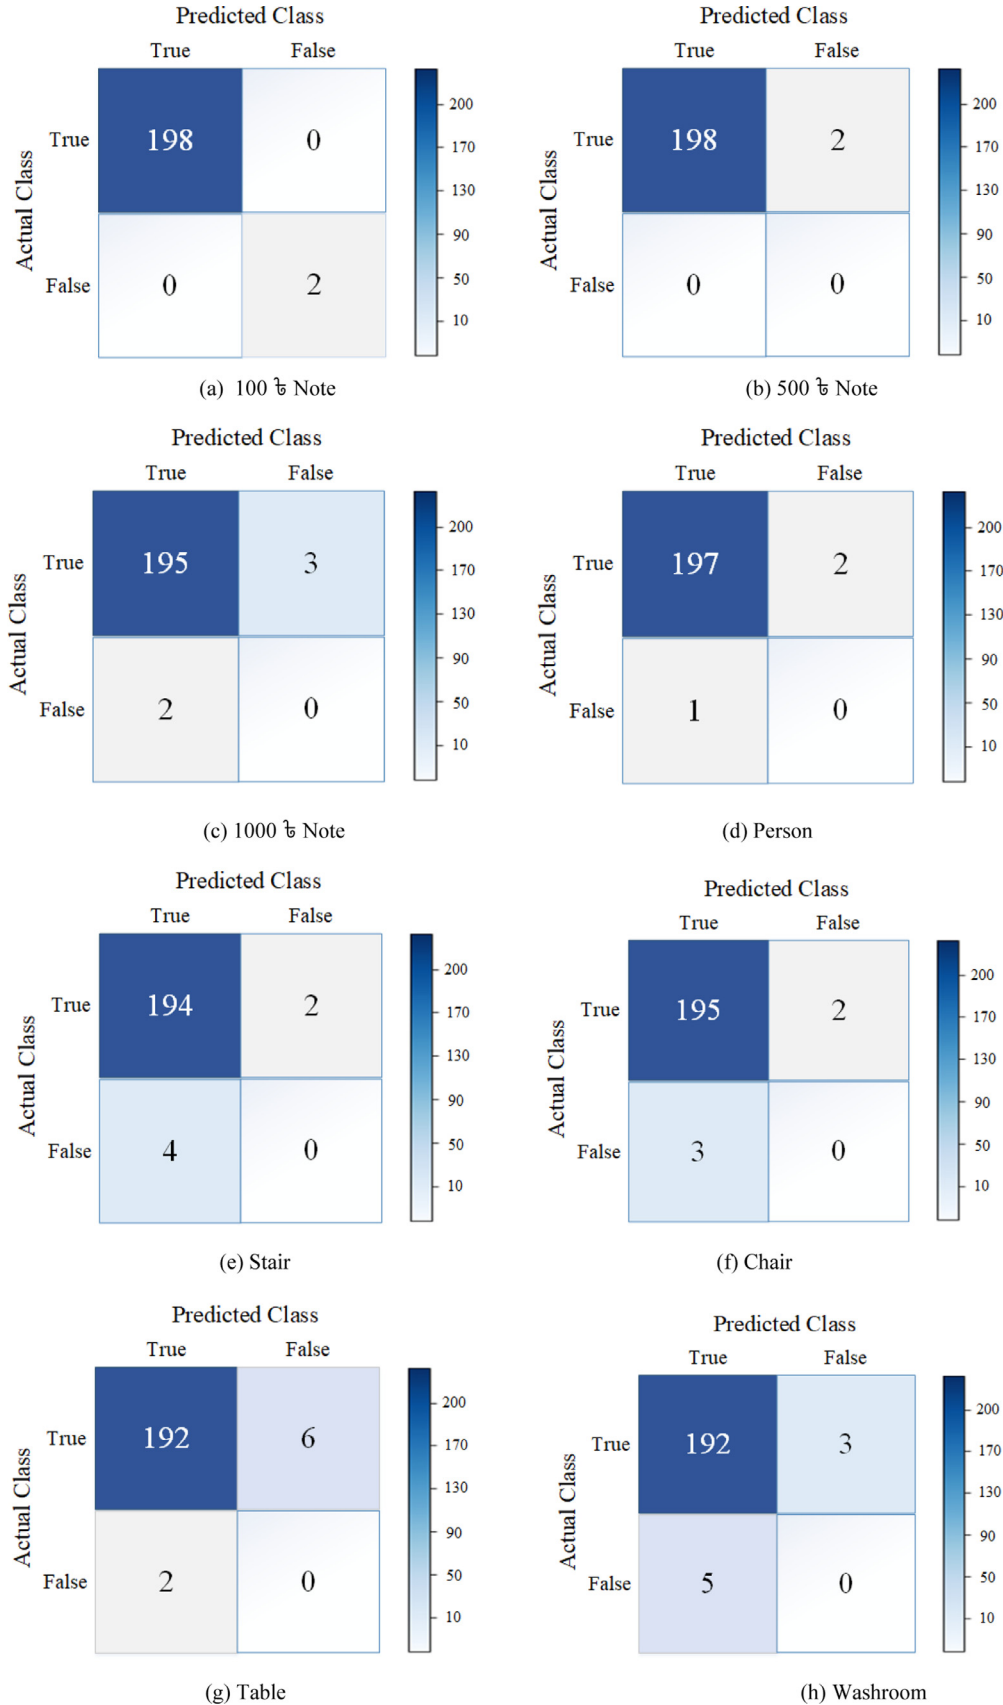 Predicted Class
True False
Actual Class
True 198 0
False 0 2
200
170
130
90
50
10
(a) 100 ৳ Note
Predicted Class
True False
Actual Class
True 198 2
False 0 0
200
170
130
90
50
10
(b) 500 ৳ Note
Predicted Class
True False
Actual Class
True 195 3
False 2 0
200
170
130
90
50
10
(c) 1000 ৳ Note
Predicted Class
True False
Actual Class
True 197 2
False 1 0
200
170
130
90
50
10
(d) Person
Predicted Class
True False
Actual Class
True 194 2
False 4 0
200
170
130
90
50
10
(e) Stair
Predicted Class
True False
Actual Class
True 195 2
False 3 0
200
170
130
90
50
10
(f) Chair
Predicted Class
True False
Actual Class
True 192 6
False 2 0
200
170
130
90
50
10
(g) Table
Predicted Class
True False
Actual Class
True 192 3
False 5 0
200
170
130
90
50
10
(h) Washroom